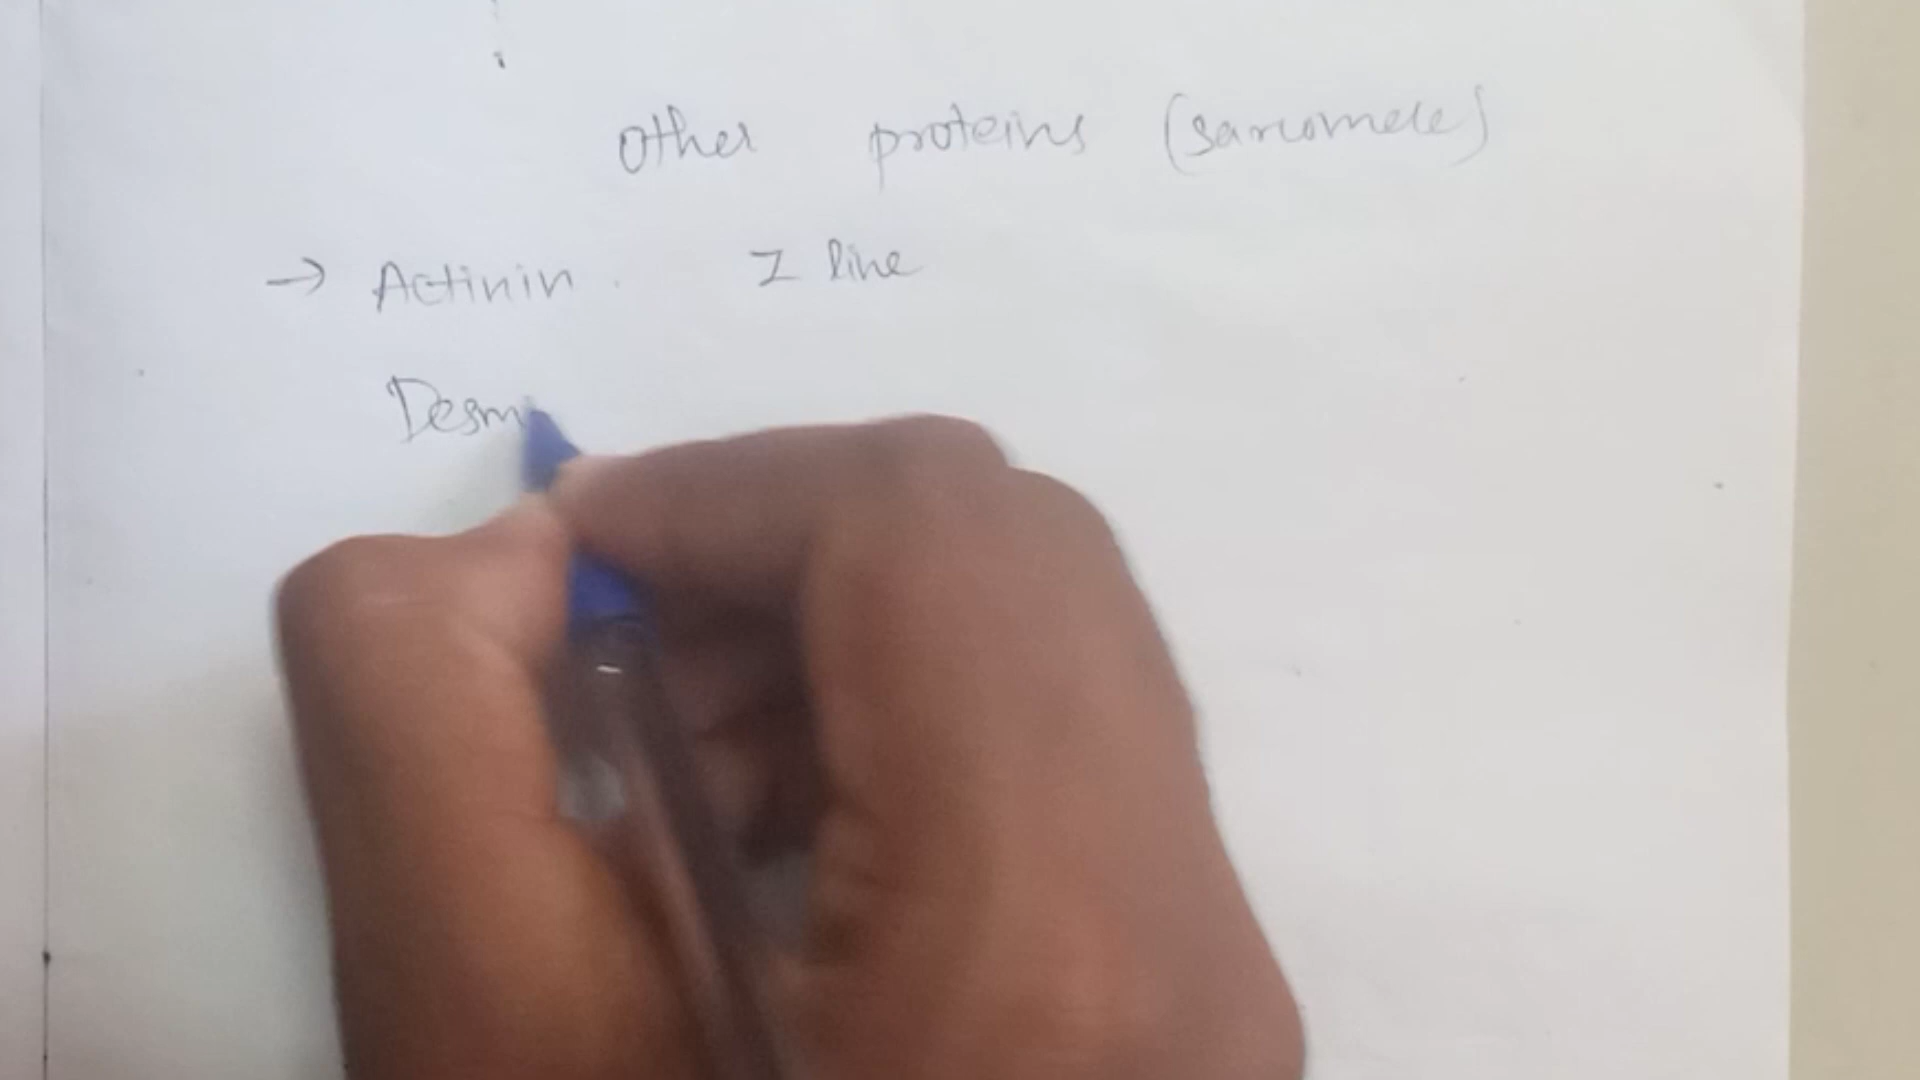 Other proteins (sarcomere)
→ Actinin. Z line
Desm